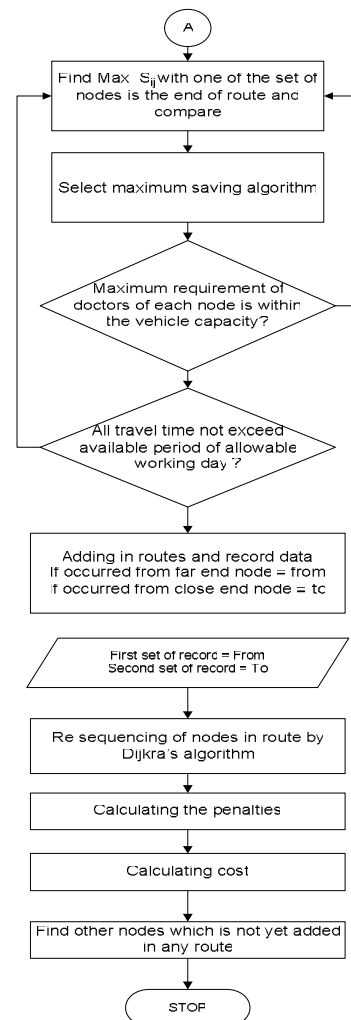 A
Find Max S_ij with one of the set of
nodes is the end of route and
compare
Select maximum saving algorithm
Maximum requirement of
doctors of each node is within
the vehicle capacity?
All travel time not exceed
available period of allowable
working day ?
Adding in routes and record data
If occurred from far end node = from
If occurred from close end node = to
First set of record = From
Second set of record = To
Re sequencing of nodes in route by
Dijkra's algorithm
Calculating the penalties
Calculating cost
Find other nodes which is not yet added
in any route
STOP